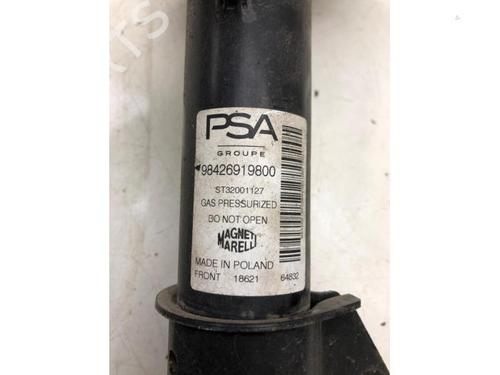 PSA
GROUPE
98426919800
ST32001127
GAS PRESSURIZED
DO NOT OPEN
MAGNETI
MARELLI
MADE IN POLAND
FRONT 18621 64832